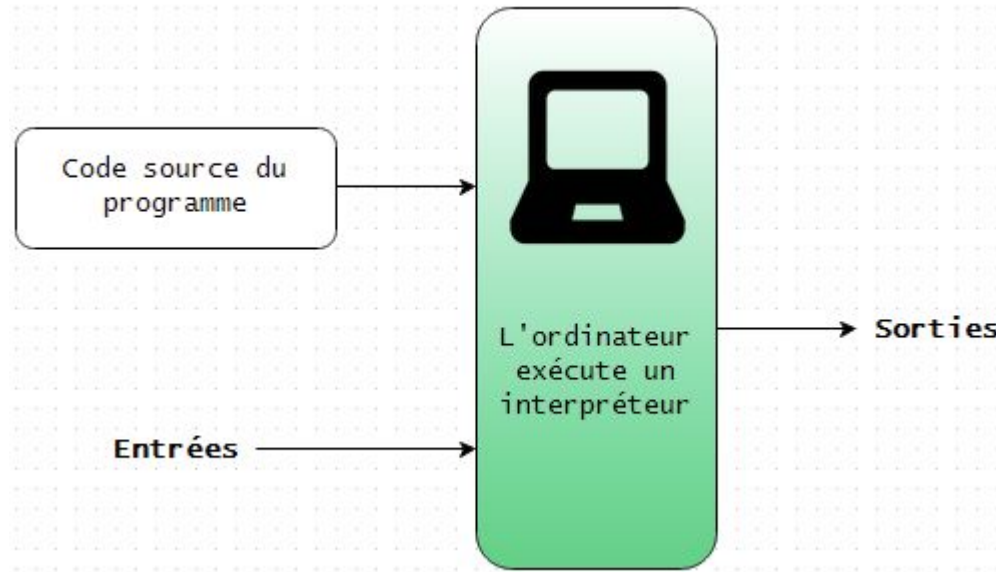 Code source du
programme
L'ordinateur
exécute un
interpréteur
Sorties
Entrées